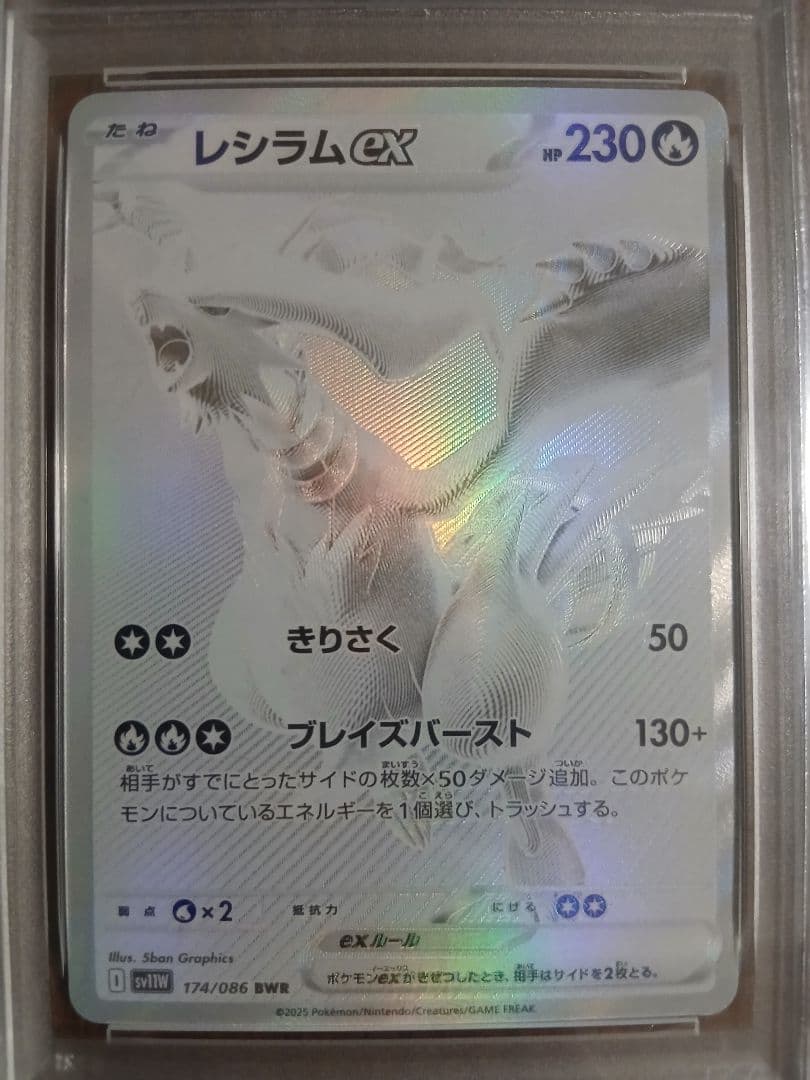 たね レシラムex HP230
きりさく 50
ブレイズバースト 130+
相手がすでにとったサイドの枚数×50ダメージ追加。このポケ
モンについているエネルギーを1個選び、トラッシュする。
弱点 ×2 抵抗力 にげる
exルール
Illus. 5ban Graphics
ポケモンexがきぜつしたとき、相手はサイドを2枚とる。
I sv11W 174/086 BWR
©2025 Pokémon/Nintendo/Creatures/GAME FREAK